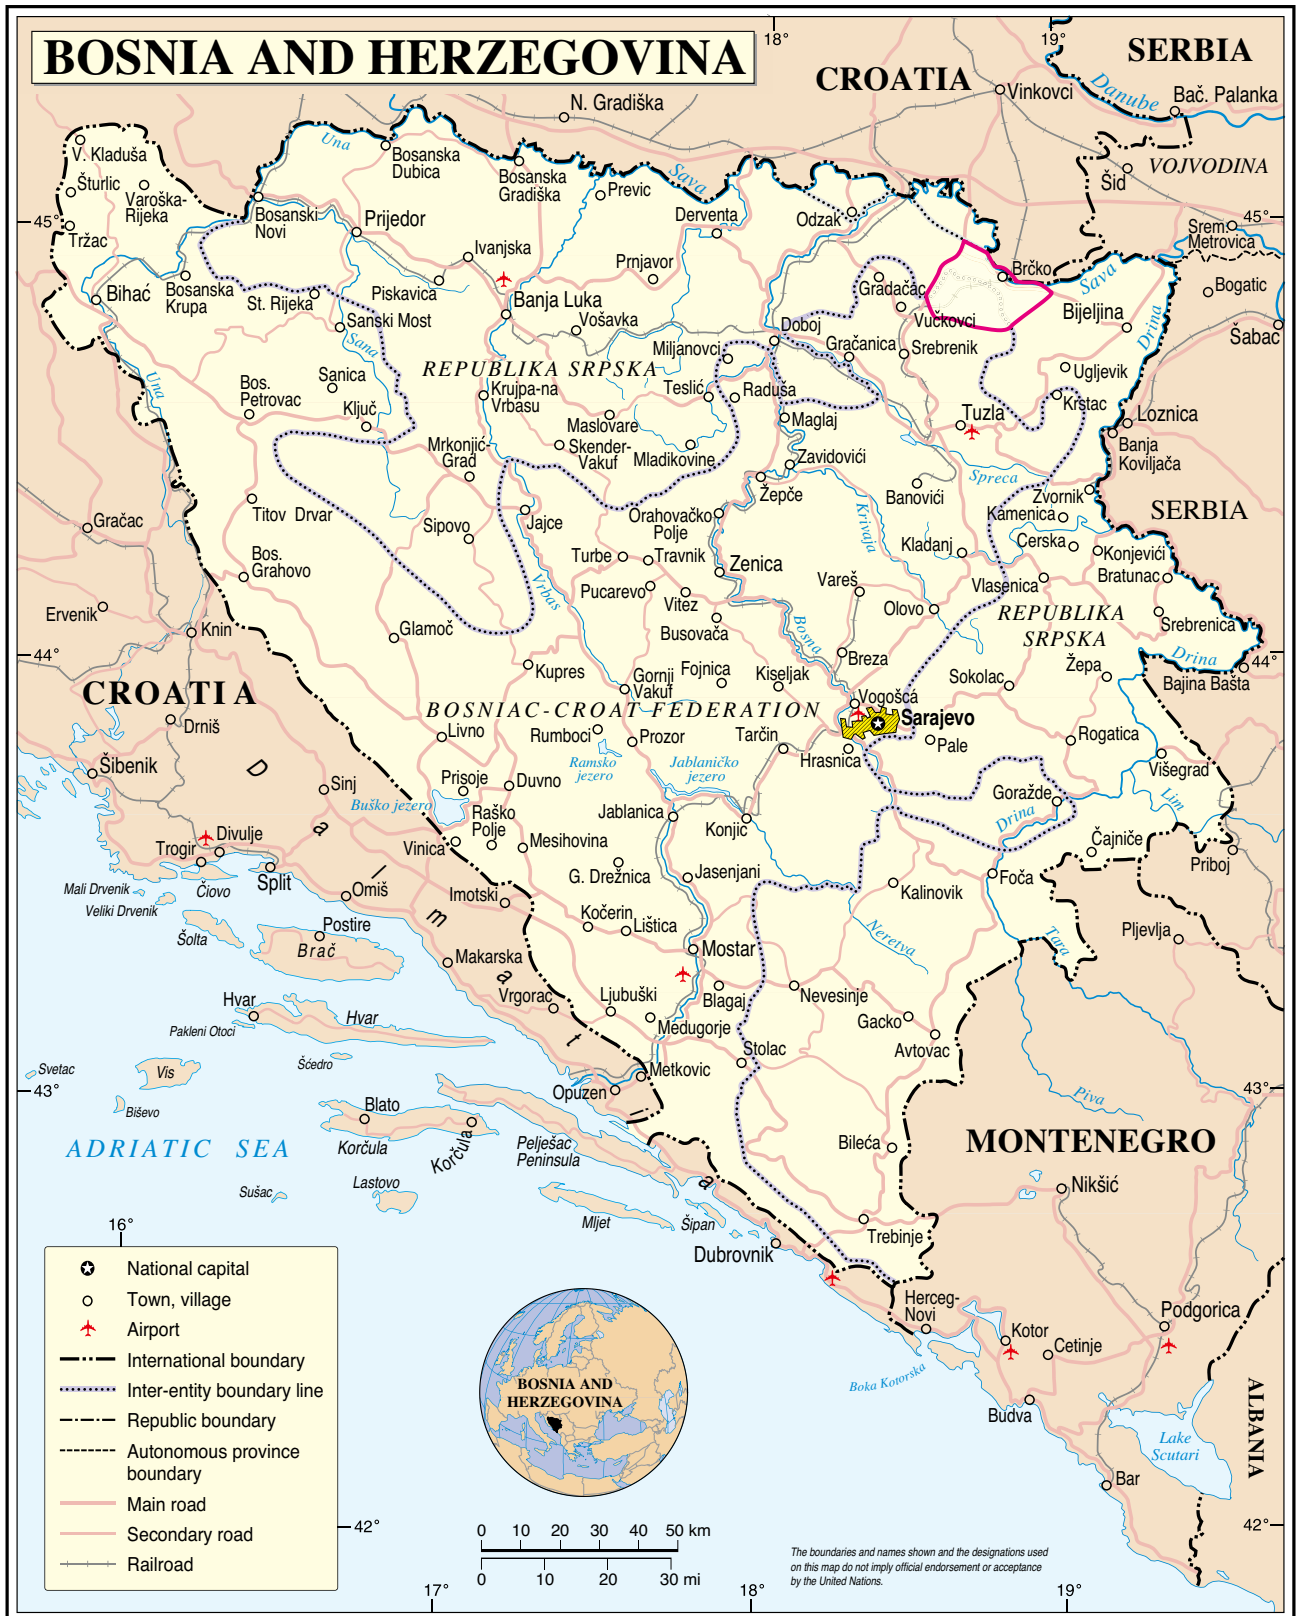 BOSNIA AND HERZEGOVINA
18°
19°
SERBIA
CROATIA
Vinkovci
Danube
Bač. Palanka
N. Gradiška
VOJVODINA
Šid
V. Kladuša
Šturlic
Varoška-
Rijeka
Tržac
Una
Bosanska
Dubica
Bosanska
Gradiška
Previc
Sava
Derventa
Odzak
45°
45°
Bosanski
Novi
Prijedor
Ivanjska
Prnjavor
Srem.
Metrovica
Bihać
Bosanska
Krupa
St. Rijeka
Piskavica
Banja Luka
Gradačac
Brčko
Sava
Bogatic
Sanski Most
Vošavka
Doboj
Vučkovci
Bijeljina
Drina
Šabac
Sana
Miljanovci
Gračanica
Srebrenik
REPUBLIKA SRPSKA
Una
Sanica
Bos.
Petrovac
Ključ
Krujpa-na
Vrbasu
Teslić
Raduša
Ugljevik
Krstac
Maslovare
Maglaj
Tuzla
Loznica
Mrkonjić-
Grad
Skender-
Vakuf
Mladikovine
Zavidovići
Banja
Koviljača
Žepče
Banovići
Spreca
Zvornik
Titov Drvar
Sipovo
Jajce
Orahovačko
Polje
Krivaja
Kamenica
SERBIA
Gračac
Turbe
Travnik
Zenica
Kladanj
Cerska
Konjevići
Bos.
Grahovo
Vrbas
Pucarevo
Vitez
Vareš
Vlasenica
Bratunac
Olovo
Ervenik
Busovača
Bosna
REPUBLIKA
SRPSKA
Srebrenica
Knin
Glamoč
44°
Kupres
Gornji
Vakuf
Fojnica
Kiseljak
Breza
Sokolac
Žepa
Drina
44°
Bajina Bašta
CROATIA
Vogošća
BOSNIAC-CROAT FEDERATION
Sarajevo
Drniš
Livno
Rumboci
Prozor
Tarčin
Hrasnica
Pale
Rogatica
Višegrad
Šibenik
Ramsko
jezero
Jablaničko
jezero
Sinj
Prisoje
Duvno
Goražde
Lim
Buško jezero
Raško
Polje
Jablanica
Konjic
Drina
Divulje
Trogir
Vinica
Mesihovina
Čajniče
Priboj
Split
G. Drežnica
Jasenjani
Kalinovik
Foča
Mali Drvenik
Čiovo
Omiš
Imotski
Veliki Drvenik
Postire
Kočerin
Lištica
Neretva
Tara
Pljevlja
Šolta
Brač
Mostar
Makarska
Dalmatia
Hvar
Vrgorac
Ljubuški
Blagaj
Nevesinje
Hvar
Pakleni Otoci
Medugorje
Gacko
Avtovac
Šćedro
Stolac
Svetac
Vis
Metkovic
43°
43°
Opuzen
Biševo
Blato
Piva
ADRIATIC SEA
Korčula
Korčula
Pelješac
Peninsula
Bileća
MONTENEGRO
Nikšić
Sušac
Lastovo
Mljet
Šipan
16°
Trebinje
Dubrovnik
National capital
Town, village
Airport
International boundary
Inter-entity boundary line
Republic boundary
Autonomous province
boundary
Main road
Secondary road
Railroad
BOSNIA AND
HERZEGOVINA
Herceg-
Novi
Podgorica
Kotor
Cetinje
Boka Kotorska
Budva
ALBANIA
Lake
Scutari
Bar
42°
42°
0 10 20 30 40 50 km
0 10 20 30 mi
The boundaries and names shown and the designations used
on this map do not imply official endorsement or acceptance
by the United Nations.
17°
18°
19°